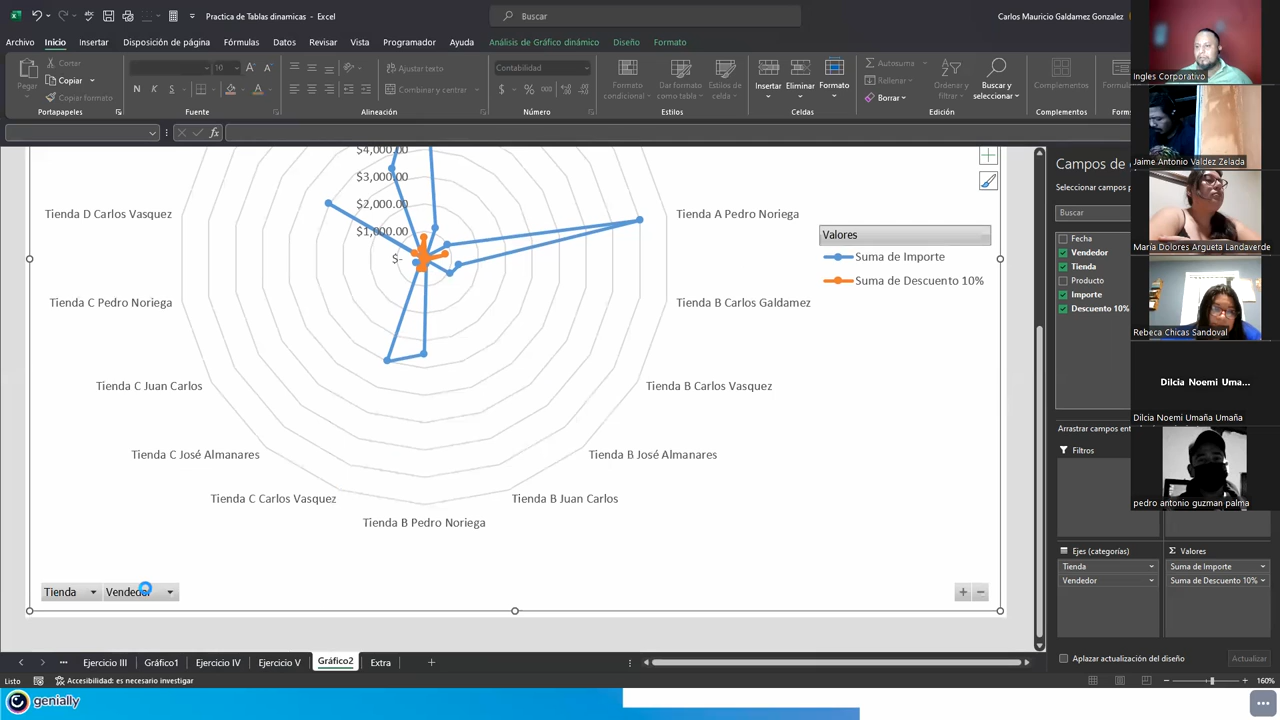 Practica de Tablas dinamicas - Excel
Buscar
Carlos Mauricio Galdamez Gonzalez
Archivo Inicio Insertar Disposición de página Fórmulas Datos Revisar Vista Programador Ayuda Análisis de Gráfico dinámico Diseño Formato
Pegar
Cortar
Copiar
Copiar formato
Portapapeles
10
N K S
Fuente
Ajustar texto
Combinar y centrar
Alineación
Contabilidad
Número
Formato condicional
Dar formato como tabla
Estilos de celda
Estilos
Insertar Eliminar Formato
Celdas
Autosuma
Rellenar
Borrar
Ordenar y filtrar
Buscar y seleccionar
Edición
Complementos
Complementos
$4,000.00
$3,000.00
$2,000.00
$1,000.00
$-
Tienda D Carlos Vasquez
Tienda C Pedro Noriega
Tienda C Juan Carlos
Tienda C José Almanares
Tienda C Carlos Vasquez
Tienda B Pedro Noriega
Tienda B Juan Carlos
Tienda B José Almanares
Tienda B Carlos Vasquez
Tienda B Carlos Galdamez
Tienda A Pedro Noriega
Valores
Suma de Importe
Suma de Descuento 10%
Tienda
Campos de
Seleccionar campos p
Buscar
Fecha
Vendedor
Tienda
Producto
Importe
Descuento 10%
Arrastrar campos ent
Filtros
Ejes (categorías)
Tienda
Vendedor
Valores
Suma de Importe
Suma de Descuento 10%
Aplazar actualización del diseño
Actualizar
Ingles Corporativo
Jaime Antonio Valdez Zelada
María Dolores Argueta Landaverde
Rebeca Chicas Sandoval
Dilcia Noemi Uma...
Dilcia Noemi Umaña Umaña
pedro antonio guzman palma
Ejercicio III Gráfico1 Ejercicio IV Ejercicio V Gráfico2 Extra
Listo
Accesibilidad: es necesario investigar
160%
genially